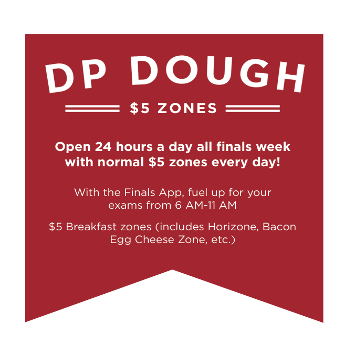 DP DOUGH
$5 ZONES
Open 24 hours a day all finals week
with normal $5 zones every day!
With the Finals App, fuel up for your
exams from 6 AM-11 AM
$5 Breakfast zones (includes Horizone, Bacon
Egg Cheese Zone, etc.)